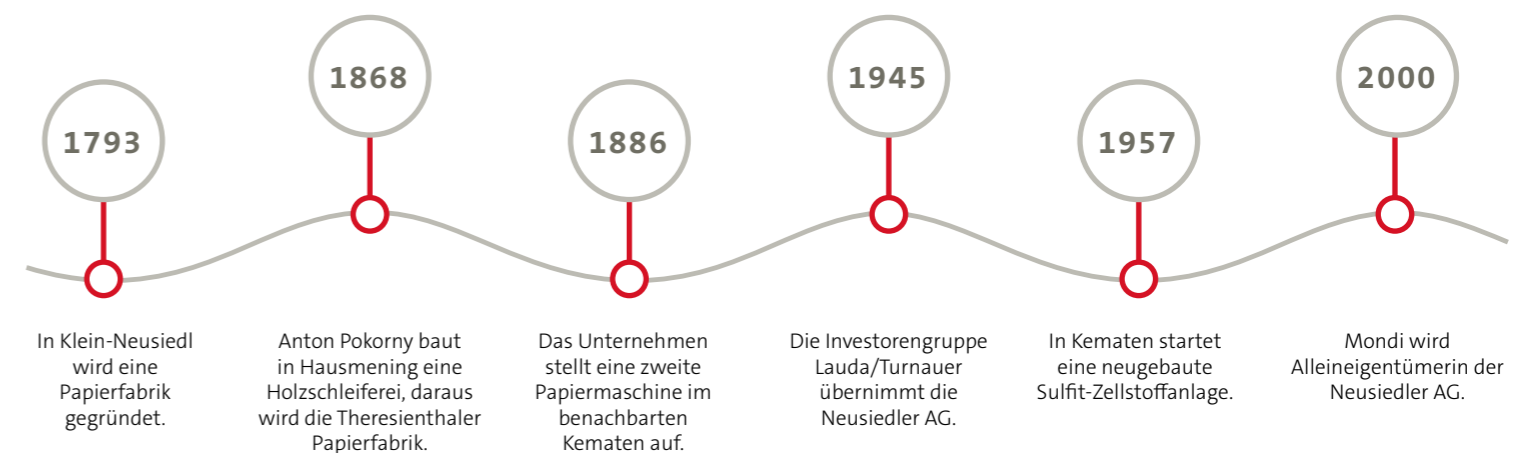 1793
In Klein-Neusiedl
wird eine
Papierfabrik
gegründet.
1868
Anton Pokorny baut
in Hausmening eine
Holzschleiferei, daraus
wird die Theresienthaler
Papierfabrik.
1886
Das Unternehmen
stellt eine zweite
Papiermaschine im
benachbarten
Kematen auf.
1945
Die Investorengruppe
Lauda/Turnauer
übernimmt die
Neusiedler AG.
1957
In Kematen startet
eine neugebaute
Sulfit-Zellstoffanlage.
2000
Mondi wird
Alleineigentümerin der
Neusiedler AG.